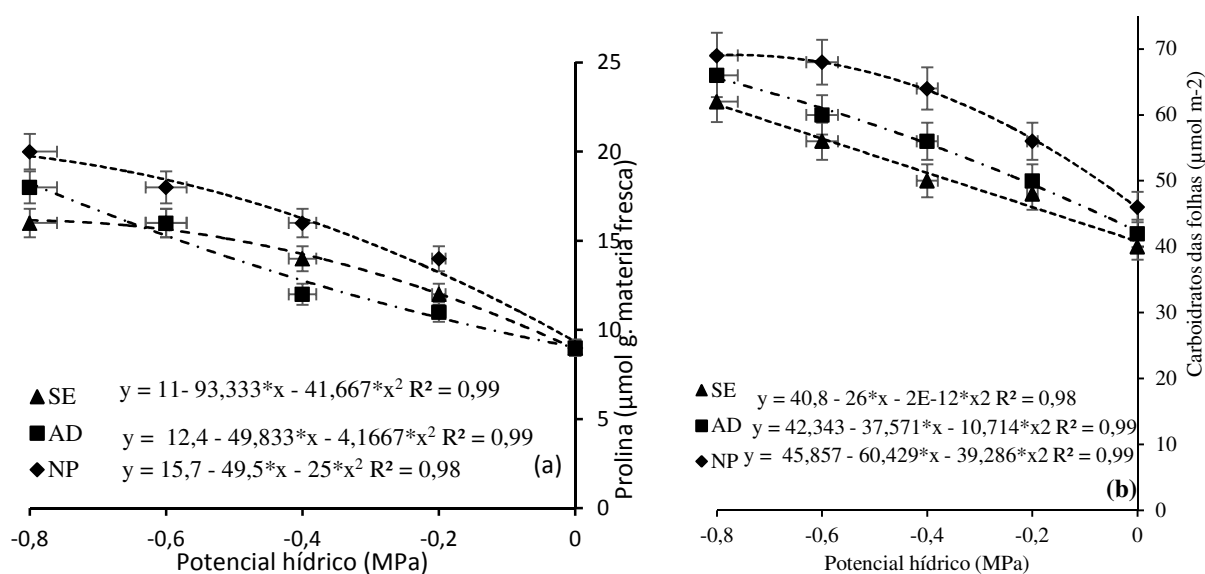 25
20
15
10
5
0
Prolina (μmol g. materia fresca)
SE y = 11- 93,333*x - 41,667*x² R² = 0,99
AD y = 12,4 - 49,833*x - 4,1667*x² R² = 0,99
NP y = 15,7 - 49,5*x - 25*x² R² = 0,98
(a)
-0,8 -0,6 -0,4 -0,2 0
Potencial hídrico (MPa)
70
60
50
40
30
20
10
0
Carboidratos das folhas (μmol m-2)
SE y = 40,8 - 26*x - 2E-12*x2 R² = 0,98
AD y = 42,343 - 37,571*x - 10,714*x2 R² = 0,99
NP y = 45,857 - 60,429*x - 39,286*x2 R² = 0,99
(b)
-0,8 -0,6 -0,4 -0,2 0
Potencial hídrico (MPa)